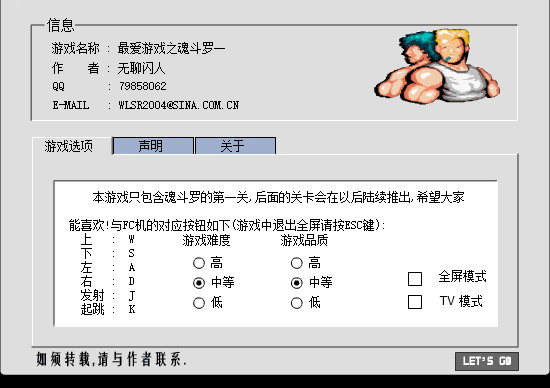 信息
游戏名称 : 最爱游戏之魂斗罗一
作 者 : 无聊闪人
QQ : 79858062
E-MAIL : WLSR2004@SINA.COM.CN
游戏选项 声明 关于
本游戏只包含魂斗罗的第一关,后面的关卡会在以后陆续推出,希望大家
能喜欢!与FC机的对应按钮如下(游戏中退出全屏请按ESC键):
上 : W 游戏难度 游戏品质
下 : S
左 : A 高 高
右 : D 中等 中等 全屏模式
发射 : J 低 低 TV 模式
起跳 : K
如须转载,请与作者联系.
LET'S GO